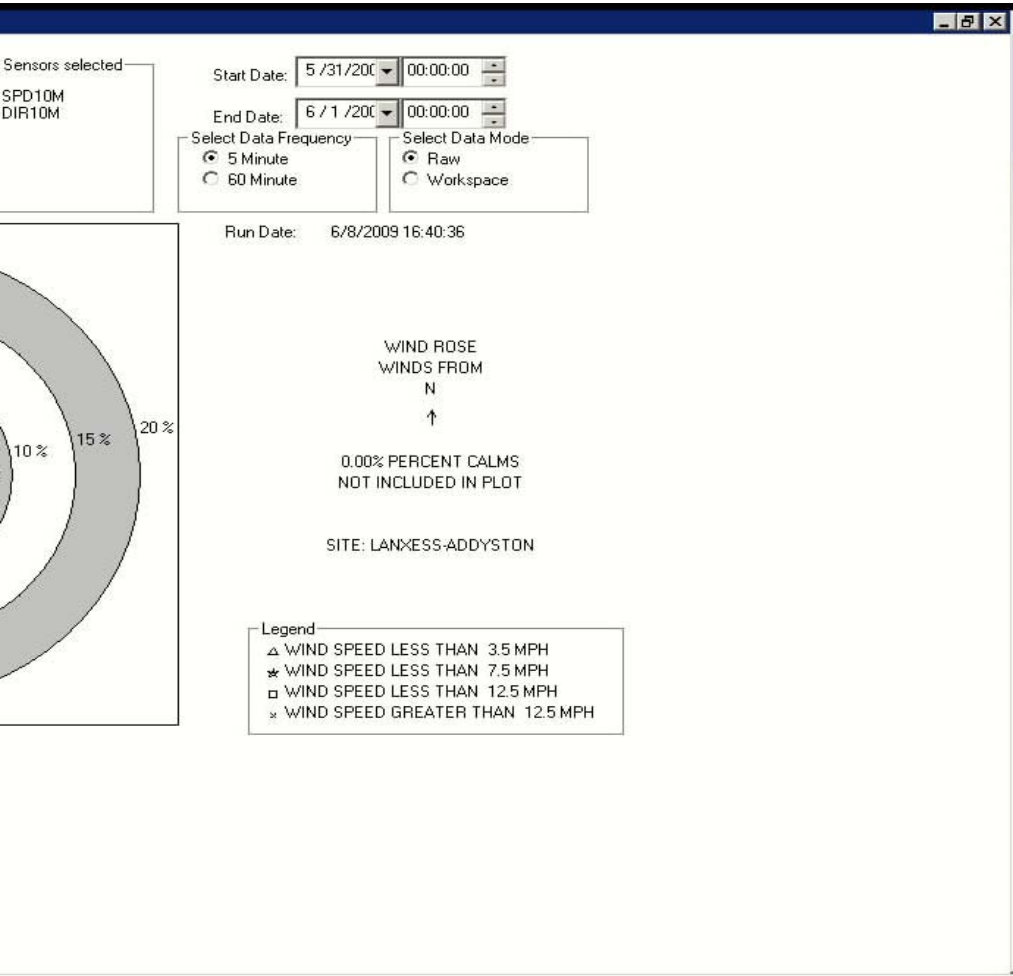 Sensors selected
SPD10M
DIR10M
Start Date: 5 /31/200 00:00:00
End Date: 6 / 1 /200 00:00:00
Select Data Frequency
5 Minute
60 Minute
Select Data Mode
Raw
Workspace
Run Date: 6/8/2009 16:40:36
10 %
15 %
20 %
WIND ROSE
WINDS FROM
N
0.00% PERCENT CALMS
NOT INCLUDED IN PLOT
SITE: LANXESS-ADDYSTON
Legend
WIND SPEED LESS THAN 3.5 MPH
WIND SPEED LESS THAN 7.5 MPH
WIND SPEED LESS THAN 12.5 MPH
WIND SPEED GREATER THAN 12.5 MPH